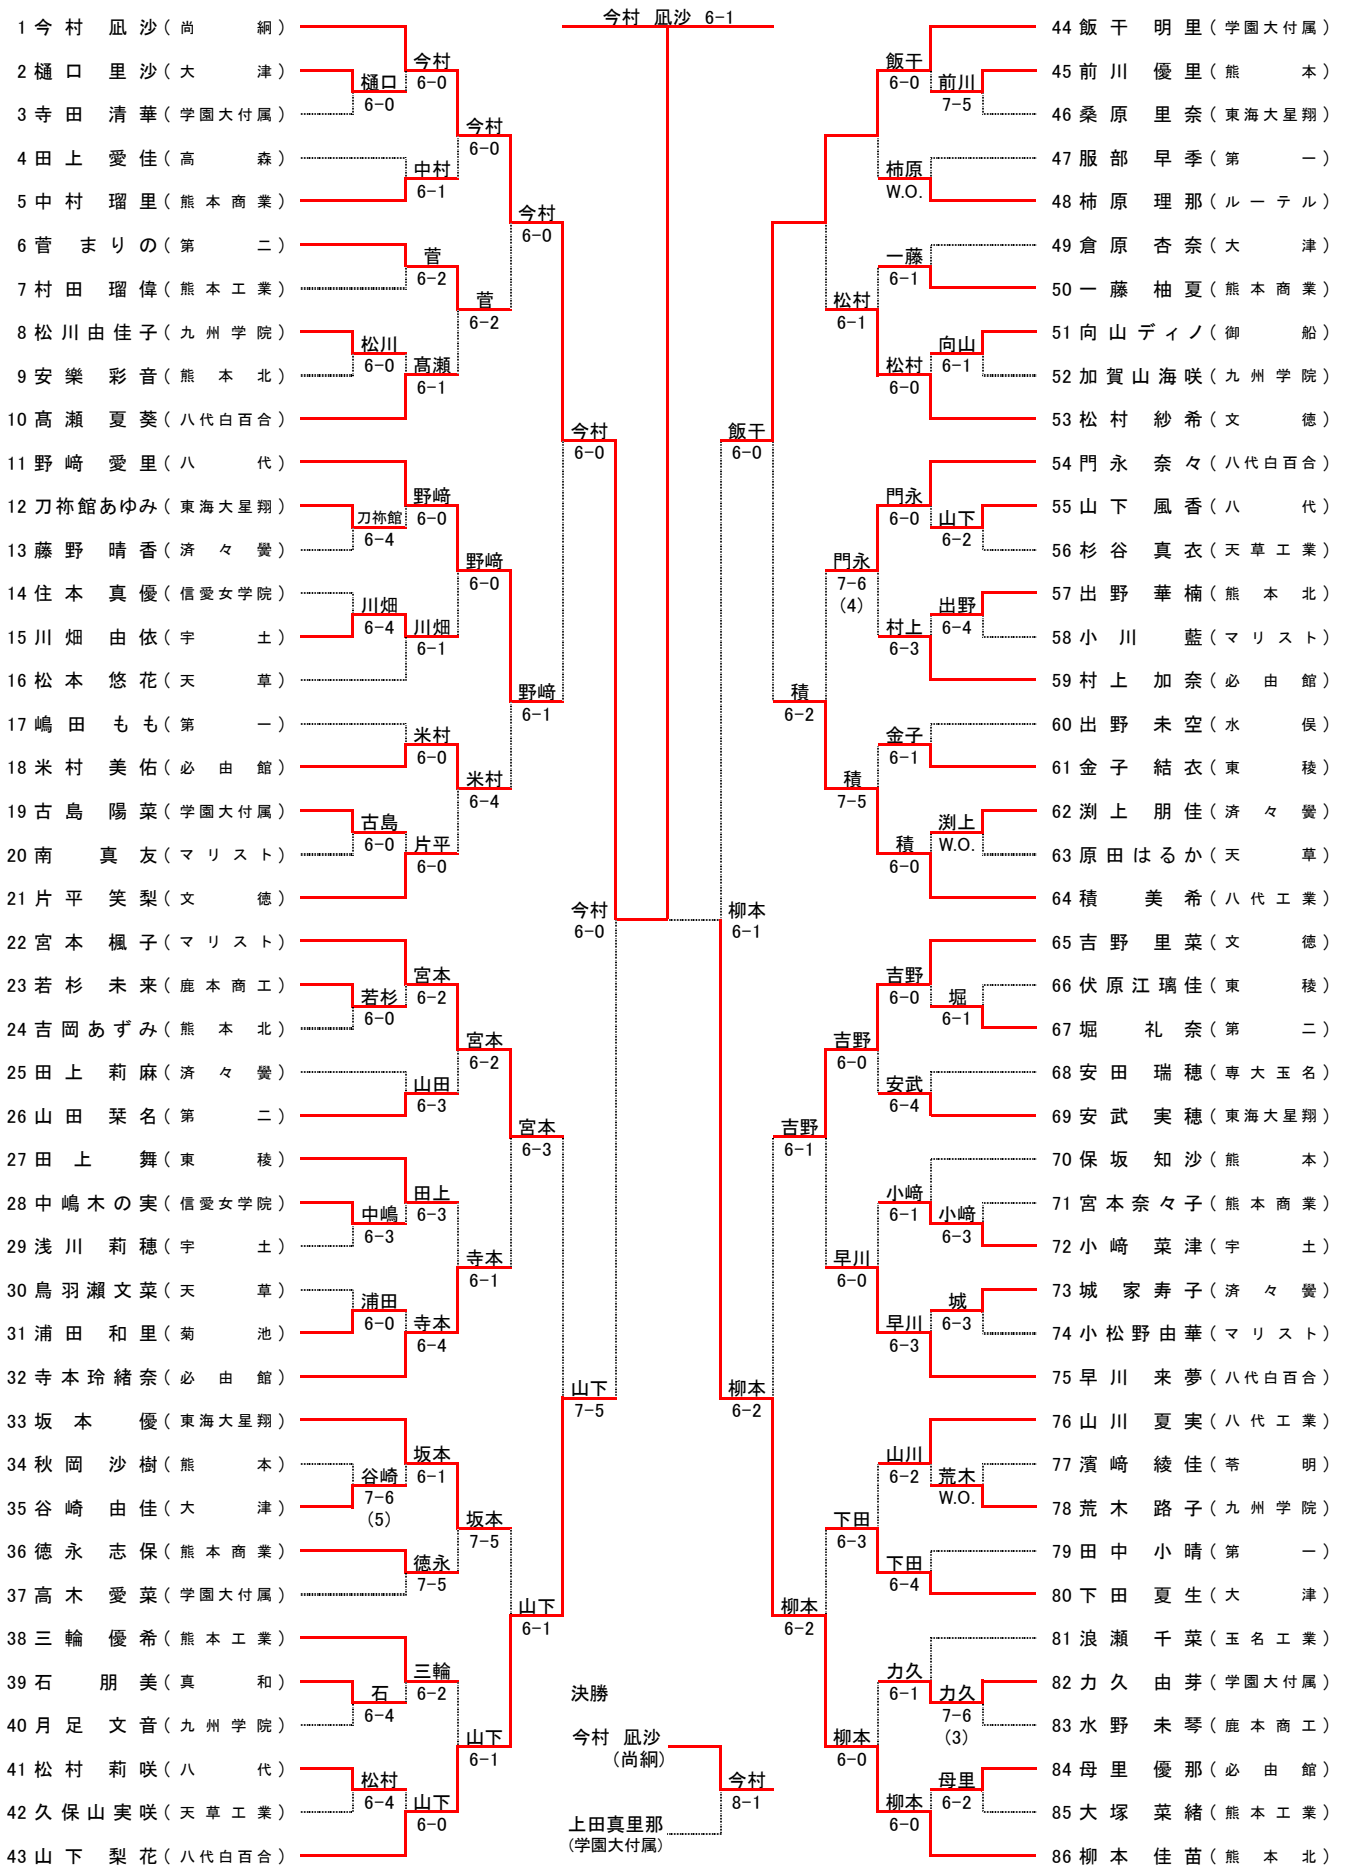 今村 凪沙 6-1
1 今村 凪沙 (尚絅)
2 樋口 里沙 (大津)
3 寺田 清華 (学園大付属)
4 田上 愛佳 (高森)
5 中村 瑠里 (熊本商業)
6 菅 まりの (第二)
7 村田 瑠偉 (熊本工業)
8 松川由佳子 (九州学院)
9 安樂 彩音 (熊本北)
10 髙瀬 夏葵 (八代白百合)
11 野﨑 愛里 (八代)
12 刀祢館あゆみ (東海大星翔)
13 藤野 晴香 (済々黌)
14 住本 真優 (信愛女学院)
15 川畑 由依 (宇土)
16 松本 悠花 (天草)
17 嶋田 もも (第一)
18 米村 美佑 (必由館)
19 古島 陽菜 (学園大付属)
20 南 真友 (マリスト)
21 片平 笑梨 (文徳)
22 宮本 楓子 (マリスト)
23 若杉 未来 (鹿本商工)
24 吉岡あずみ (熊本北)
25 田上 莉麻 (済々黌)
26 山田 栞名 (第二)
27 田上 舞 (東稜)
28 中嶋木の実 (信愛女学院)
29 浅川 莉穂 (宇土)
30 鳥羽瀬文菜 (天草)
31 浦田 和里 (菊池)
32 寺本玲緒奈 (必由館)
33 坂本 優 (東海大星翔)
34 秋岡 沙樹 (熊本)
35 谷崎 由佳 (大津)
36 徳永 志保 (熊本商業)
37 高木 愛菜 (学園大付属)
38 三輪 優希 (熊本工業)
39 石 朋美 (真和)
40 月足 文音 (九州学院)
41 松村 莉咲 (八代)
42 久保山実咲 (天草工業)
43 山下 梨花 (八代白百合)
樋口
6-0
松川
6-0
刀祢館
6-4
川畑
6-4
古島
6-0
若杉
6-0
中嶋
6-3
浦田
6-0
谷崎
7-6
(5)
石
6-4
松村
6-4
今村
6-0
中村
6-1
菅
6-2
髙瀬
6-1
野﨑
6-0
川畑
6-1
米村
6-0
片平
6-0
宮本
6-2
山田
6-3
田上
6-3
寺本
6-4
坂本
6-1
徳永
7-5
三輪
6-2
山下
6-0
今村
6-0
菅
6-2
野﨑
6-0
米村
6-4
宮本
6-2
寺本
6-1
坂本
7-5
山下
6-1
今村
6-0
野﨑
6-1
宮本
6-3
山下
6-1
今村
6-0
山下
7-5
今村
6-0
柳本
6-1
飯干
6-0
柳本
6-2
積
6-2
吉野
6-1
柳本
6-2
松村
6-1
門永
7-6
(4)
積
7-5
吉野
6-0
早川
6-0
下田
6-3
柳本
6-0
飯干
6-0
柿原
W.O.
一藤
6-1
松村
6-0
門永
6-0
村上
6-3
金子
6-1
積
6-0
吉野
6-0
安武
6-4
小﨑
6-1
早川
6-3
山川
6-2
下田
6-4
力久
6-1
柳本
6-0
前川
7-5
向山
6-1
山下
6-2
出野
6-4
渕上
W.O.
堀
6-1
小﨑
6-3
城
6-3
荒木
W.O.
力久
7-6
(3)
母里
6-2
44 飯干 明里 (学園大付属)
45 前川 優里 (熊本)
46 桑原 里奈 (東海大星翔)
47 服部 早季 (第一)
48 柿原 理那 (ルーテル)
49 倉原 杏奈 (大津)
50 一藤 柚夏 (熊本商業)
51 向山ディノ (御船)
52 加賀山海咲 (九州学院)
53 松村 紗希 (文徳)
54 門永 奈々 (八代白百合)
55 山下 風香 (八代)
56 杉谷 真衣 (天草工業)
57 出野 華楠 (熊本北)
58 小川 藍 (マリスト)
59 村上 加奈 (必由館)
60 出野 未空 (水俣)
61 金子 結衣 (東稜)
62 渕上 朋佳 (済々黌)
63 原田はるか (天草)
64 積 美希 (八代工業)
65 吉野 里菜 (文徳)
66 伏原江璃佳 (東稜)
67 堀 礼奈 (第二)
68 安田 瑞穂 (専大玉名)
69 安武 実穂 (東海大星翔)
70 保坂 知沙 (熊本)
71 宮本奈々子 (熊本商業)
72 小﨑 菜津 (宇土)
73 城 家寿子 (済々黌)
74 小松野由華 (マリスト)
75 早川 来夢 (八代白百合)
76 山川 夏実 (八代工業)
77 濱﨑 綾佳 (苓明)
78 荒木 路子 (九州学院)
79 田中 小晴 (第一)
80 下田 夏生 (大津)
81 浪瀬 千菜 (玉名工業)
82 力久 由芽 (学園大付属)
83 水野 未琴 (鹿本商工)
84 母里 優那 (必由館)
85 大塚 菜緒 (熊本工業)
86 柳本 佳苗 (熊本北)
決勝
今村 凪沙
(尚絅)
今村
8-1
上田真里那
(学園大付属)